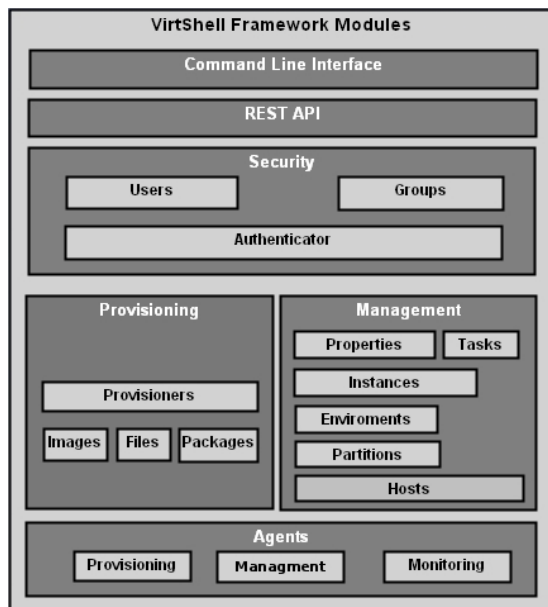 VirtShell Framework Modules
Command Line Interface
REST API
Security
Users
Groups
Authenticator
Provisioning
Provisioners
Images
Files
Packages
Management
Properties
Tasks
Instances
Enviroments
Partitions
Hosts
Agents
Provisioning
Managment
Monitoring